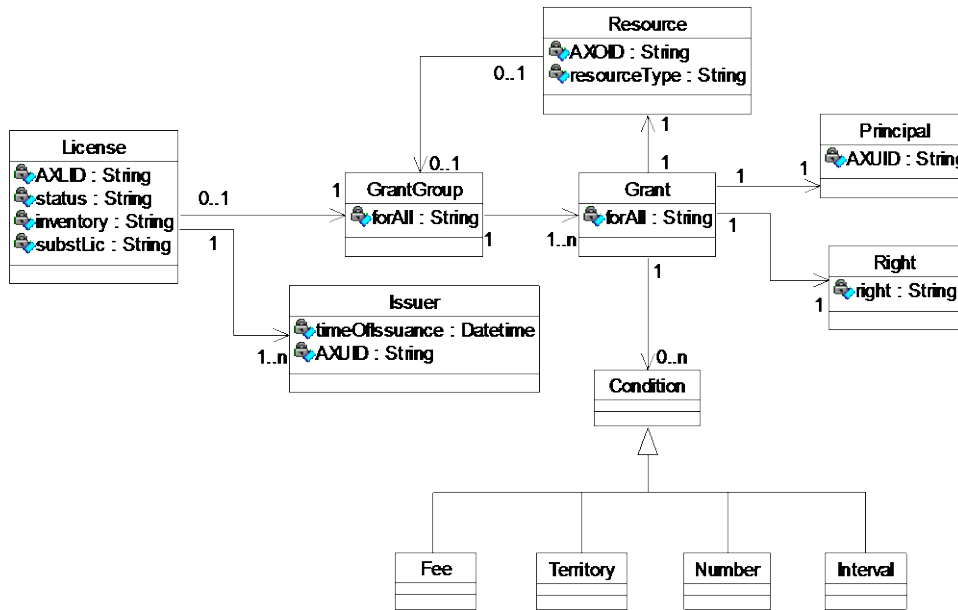 Resource
AXOID : String
resourceType : String
0..1
1
License
AXLID : String
status : String
inventory : String
substLic : String
0..1
1
1
0..1
GrantGroup
forAll : String
1
1
Grant
forAll : String
1..n
1
1
1
1
Principal
AXUID : String
Right
right : String
1
Issuer
timeOfIssuance : Datetime
AXUID : String
1..n
0..n
Condition
Fee
Territory
Number
Interval